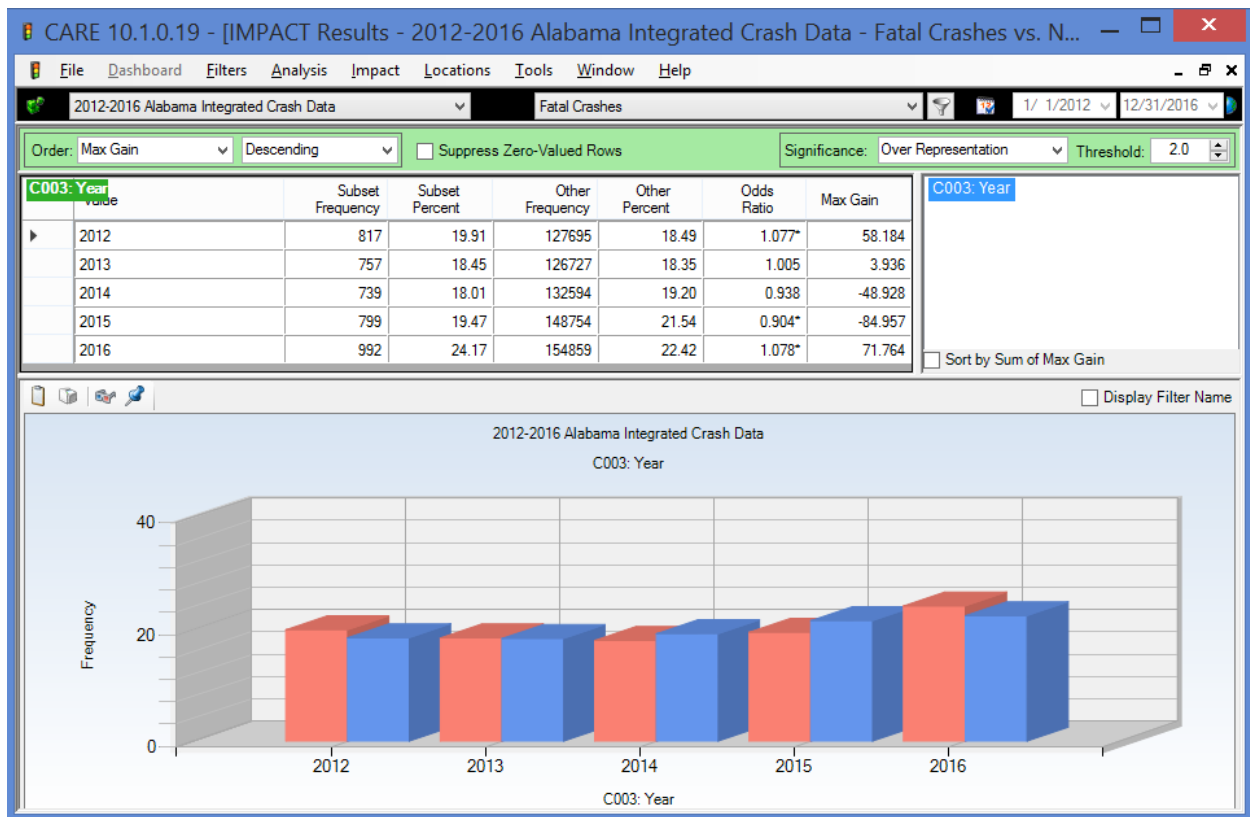 CARE 10.1.0.19 - [IMPACT Results - 2012-2016 Alabama Integrated Crash Data - Fatal Crashes vs. N...
File Dashboard Filters Analysis Impact Locations Tools Window Help
2012-2016 Alabama Integrated Crash Data Fatal Crashes 1/ 1/2012 12/31/2016
Order: Max Gain Descending Suppress Zero-Valued Rows Significance: Over Representation Threshold: 2.0
C003: Year Value Subset Frequency Subset Percent Other Frequency Other Percent Odds Ratio Max Gain C003: Year
2012 817 19.91 127695 18.49 1.077* 58.184
2013 757 18.45 126727 18.35 1.005 3.936
2014 739 18.01 132594 19.20 0.938 -48.928
2015 799 19.47 148754 21.54 0.904* -84.957
2016 992 24.17 154859 22.42 1.078* 71.764
Sort by Sum of Max Gain
Display Filter Name
2012-2016 Alabama Integrated Crash Data
C003: Year
40
20
0
Frequency
2012 2013 2014 2015 2016
C003: Year